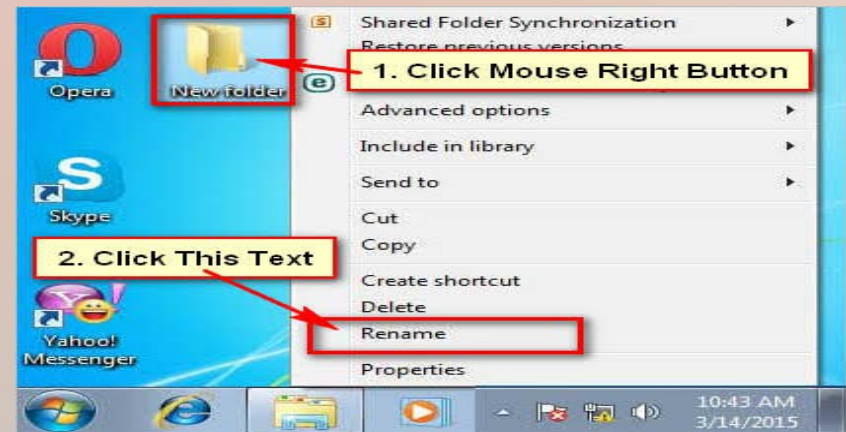 Shared Folder Synchronization
Restore previous versions
1. Click Mouse Right Button
Opera
New folder
Advanced options
Include in library
Send to
Skype
Cut
Copy
2. Click This Text
Create shortcut
Delete
Rename
Yahoo!
Messenger
Properties
10:43 AM
3/14/2015